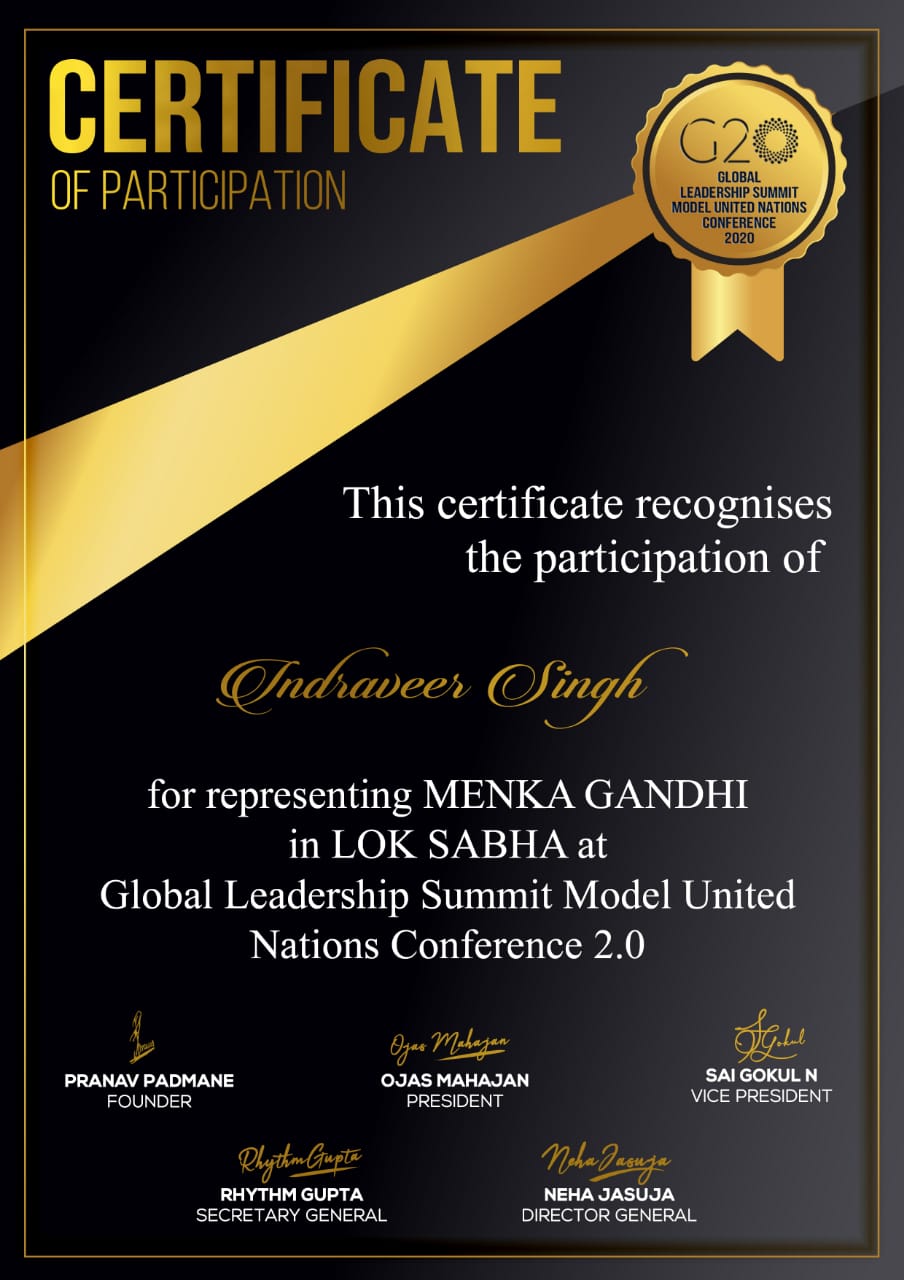 CERTIFICATE
OF PARTICIPATION
G20
GLOBAL
LEADERSHIP SUMMIT
MODEL UNITED NATIONS
CONFERENCE
2020
This certificate recognises
the participation of
Indraveer Singh
for representing MENKA GANDHI
in LOK SABHA at
Global Leadership Summit Model United
Nations Conference 2.0
Ojas Mahajan
Gokul
PRANAV PADMANE
FOUNDER
OJAS MAHAJAN
PRESIDENT
SAI GOKUL N
VICE PRESIDENT
Rhythm Gupta
Neha Jasuja
RHYTHM GUPTA
SECRETARY GENERAL
NEHA JASUJA
DIRECTOR GENERAL